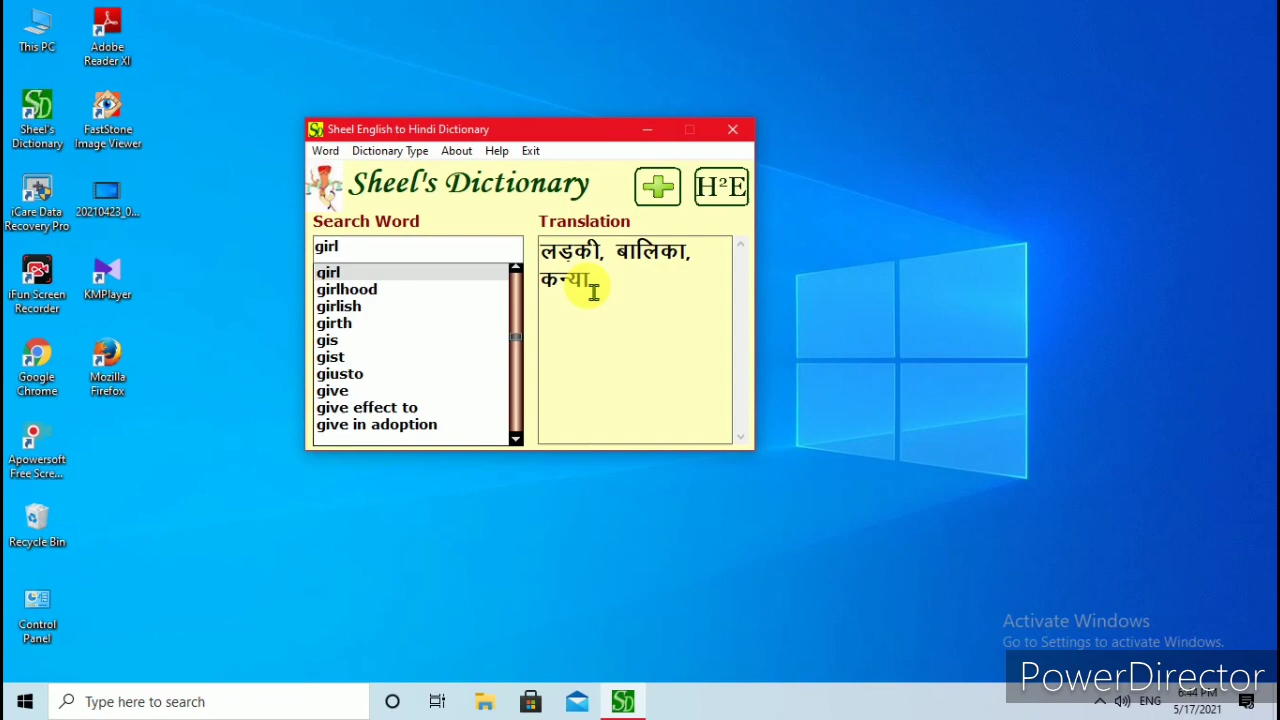 This PC
Adobe
Reader XI
Sheel's
Dictionary
FastStone
Image Viewer
iCare Data
Recovery Pro
20210423_0...
iFun Screen
Recorder
KMPlayer
Google
Chrome
Mozilla
Firefox
Apowersoft
Free Scre...
Recycle Bin
Control
Panel
Sheel English to Hindi Dictionary
Word Dictionary Type About Help Exit
Sheel's Dictionary
H²E
Search Word
Translation
girl
girl
girlhood
girlish
girth
gis
gist
giusto
give
give effect to
give in adoption
लड़की, बालिका,
कन्या
Activate Windows
Go to Settings to activate Windows.
PowerDirector
Type here to search
SD
ENG
6:44 PM
5/17/2021